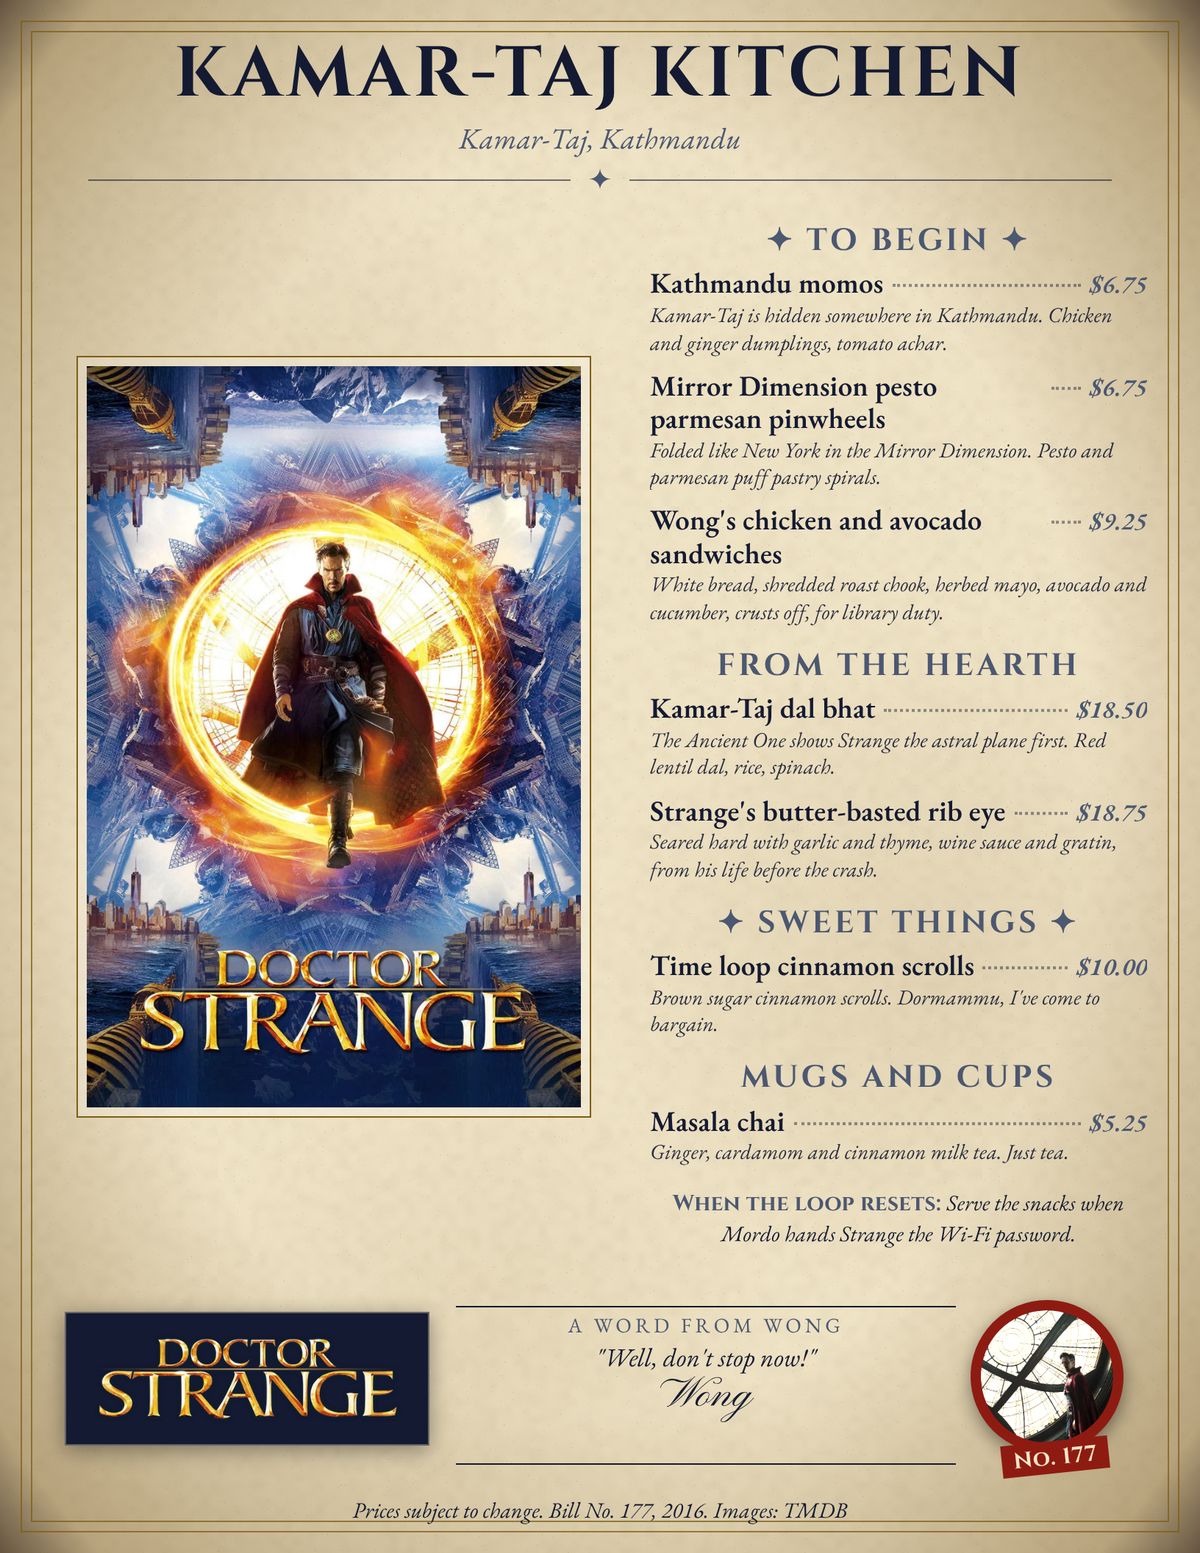 KAMAR-TAJ KITCHEN
Kamar-Taj, Kathmandu
✦ TO BEGIN ✦
Kathmandu momos $6.75
Kamar-Taj is hidden somewhere in Kathmandu. Chicken
and ginger dumplings, tomato achar.
Mirror Dimension pesto $6.75
parmesan pinwheels
Folded like New York in the Mirror Dimension. Pesto and
parmesan puff pastry spirals.
Wong's chicken and avocado $9.25
sandwiches
White bread, shredded roast chook, herbed mayo, avocado and
cucumber, crusts off, for library duty.
FROM THE HEARTH
Kamar-Taj dal bhat $18.50
The Ancient One shows Strange the astral plane first. Red
lentil dal, rice, spinach.
Strange's butter-basted rib eye $18.75
Seared hard with garlic and thyme, wine sauce and gratin,
from his life before the crash.
✦ SWEET THINGS ✦
Time loop cinnamon scrolls $10.00
Brown sugar cinnamon scrolls. Dormammu, I've come to
bargain.
MUGS AND CUPS
Masala chai $5.25
Ginger, cardamom and cinnamon milk tea. Just tea.
WHEN THE LOOP RESETS: Serve the snacks when
Mordo hands Strange the Wi-Fi password.
DOCTOR
STRANGE
DOCTOR
STRANGE
A WORD FROM WONG
"Well, don't stop now!"
Wong
NO. 177
Prices subject to change. Bill No. 177, 2016. Images: TMDB